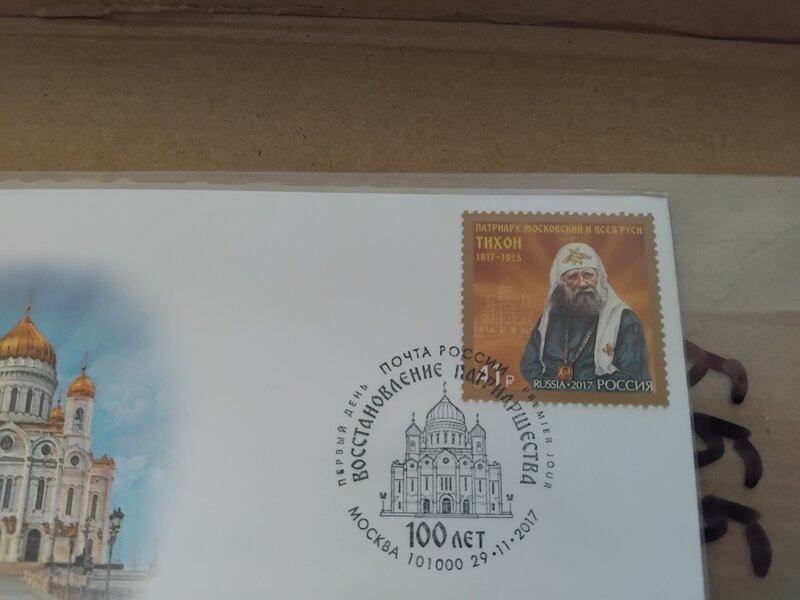 ПАТРИАРХ МОСКОВСКИЙ И ВСЕЯ РУСИ
ТИХОН
1917-1925
41 Р
RUSSIA • 2017 РОССИЯ
ПОЧТА РОССИИ
ПЕРВЫЙ ДЕНЬ
PREMIER JOUR
ВОССТАНОВЛЕНИЕ ПАТРИАРШЕСТВА
100 ЛЕТ
МОСКВА 101000 29•11•2017